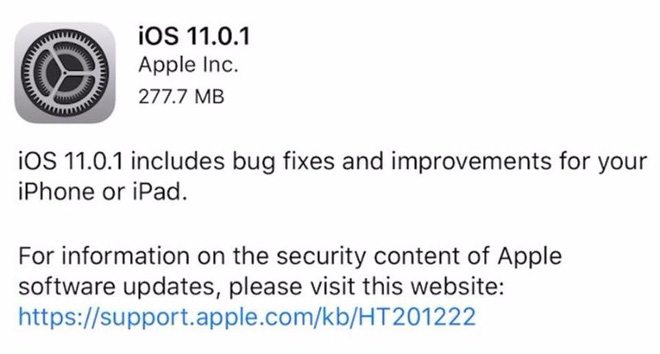 iOS 11.0.1
Apple Inc.
277.7 MB
iOS 11.0.1 includes bug fixes and improvements for your
iPhone or iPad.
For information on the security content of Apple
software updates, please visit this website:
https://support.apple.com/kb/HT201222